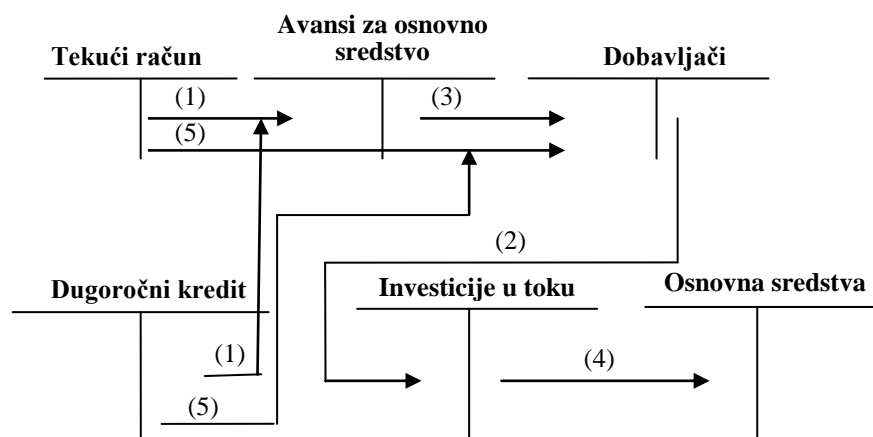 Avansi za osnovno
sredstvo
Tekući račun
Dobavljači
(1)
(3)
(5)
(2)
Dugoročni kredit
Investicije u toku
Osnovna sredstva
(1)
(4)
(5)